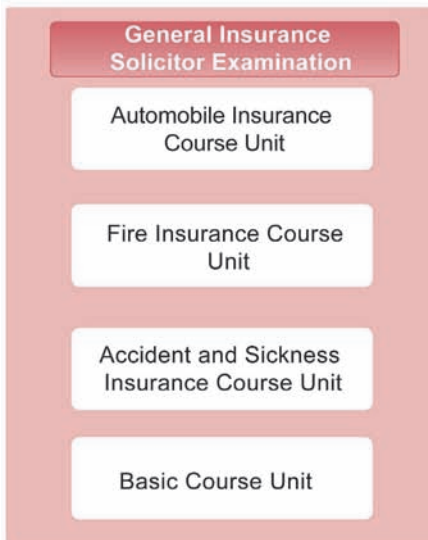 General Insurance
Solicitor Examination
Automobile Insurance
Course Unit
Fire Insurance Course
Unit
Accident and Sickness
Insurance Course Unit
Basic Course Unit